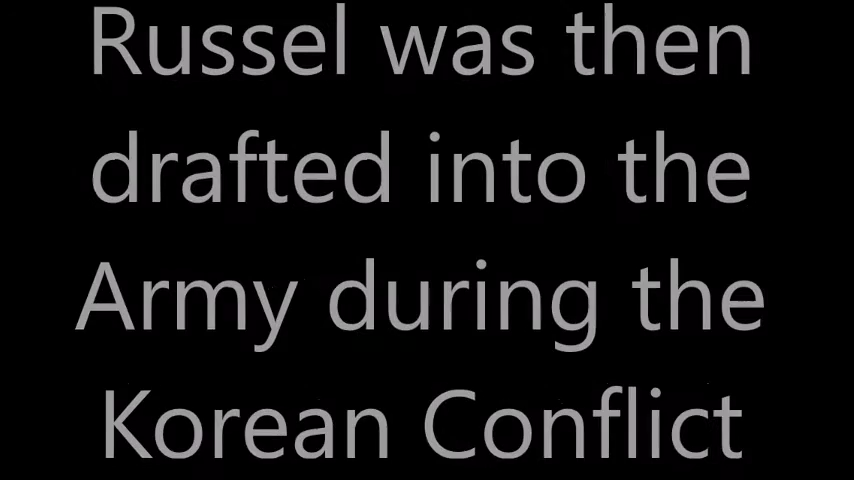 Russel was then
drafted into the
Army during the
Korean Conflict